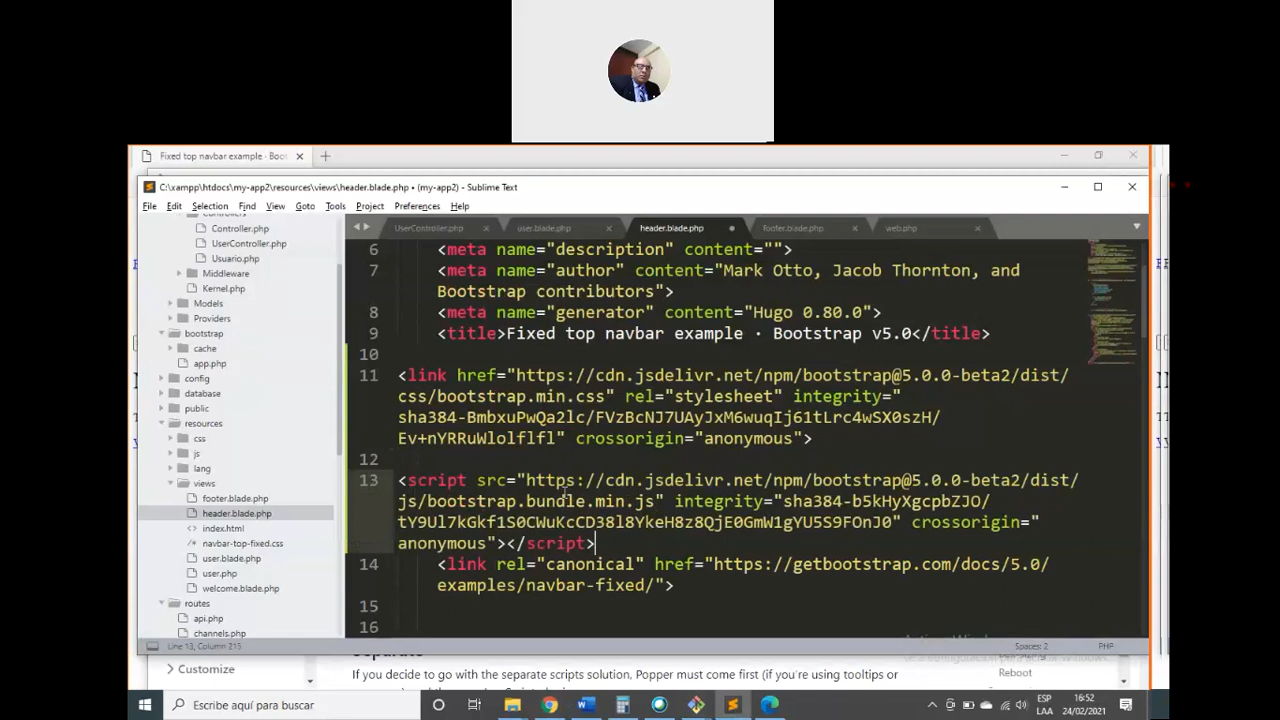 Fixed top navbar example · Boot
C:\xampp\htdocs\my-app2\resources\views\header.blade.php • (my-app2) - Sublime Text
File Edit Selection Find View Goto Tools Project Preferences Help
UserController.php user.blade.php header.blade.php footer.blade.php web.php
Controllers
Controller.php
UserController.php
Usuario.php
Middleware
Kernel.php
Models
Providers
bootstrap
cache
app.php
config
database
public
resources
css
js
lang
views
footer.blade.php
header.blade.php
index.html
navbar-top-fixed.css
user.blade.php
user.php
welcome.blade.php
routes
api.php
channels.php
6 <meta name="description" content="">
7 <meta name="author" content="Mark Otto, Jacob Thornton, and
Bootstrap contributors">
8 <meta name="generator" content="Hugo 0.80.0">
9 <title>Fixed top navbar example · Bootstrap v5.0</title>
10
11 <link href="https://cdn.jsdelivr.net/npm/bootstrap@5.0.0-beta2/dist/
css/bootstrap.min.css" rel="stylesheet" integrity="
sha384-BmbxuPwQa2lc/FVzBcNJ7UAyJxM6wuqIj61tLrc4wSX0szH/
Ev+nYRRuWlolflfl" crossorigin="anonymous">
12
13 <script src="https://cdn.jsdelivr.net/npm/bootstrap@5.0.0-beta2/dist/
js/bootstrap.bundle.min.js" integrity="sha384-b5kHyXgcpbZJO/
tY9Ul7kGkf1S0CWuKcCD38l8YkeH8z8QjE0GmW1gYU5S9FOnJ0" crossorigin="
anonymous"></script>
14 <link rel="canonical" href="https://getbootstrap.com/docs/5.0/
examples/navbar-fixed/">
15
16
Line 13, Column 215
Spaces: 2
PHP
Separate
Customize
If you decide to go with the separate scripts solution, Popper must come first (if you're using tooltips or
Reboot
Escribe aquí para buscar
ESP
LAA
16:52
24/02/2021